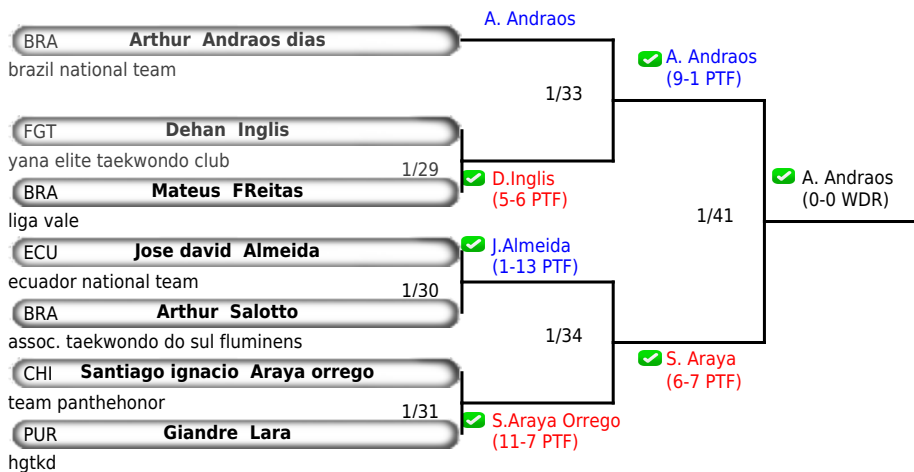 A. Andraos
BRA Arthur Andraos dias
brazil national team
A. Andraos
(9-1 PTF)
1/33
FGT Dehan Inglis
yana elite taekwondo club
1/29
BRA Mateus FReitas
liga vale
D.Inglis
(5-6 PTF)
A. Andraos
(0-0 WDR)
1/41
ECU Jose david Almeida
ecuador national team
J.Almeida
(1-13 PTF)
1/30
BRA Arthur Salotto
assoc. taekwondo do sul fluminens
1/34
S. Araya
(6-7 PTF)
CHI Santiago ignacio Araya orrego
team panthehonor
1/31
PUR Giandre Lara
hgtkd
S.Araya Orrego
(11-7 PTF)